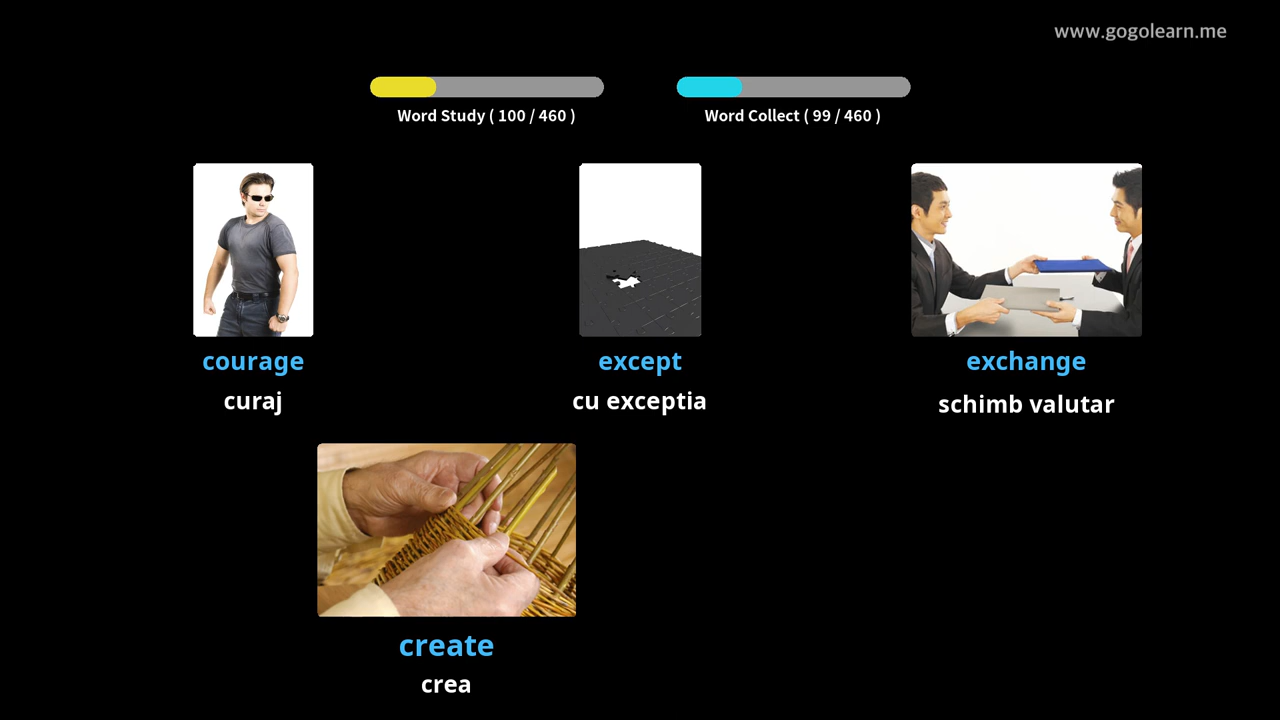 www.gogolearn.me
Word Study ( 100 / 460 )
Word Collect ( 99 / 460 )
courage
curaj
except
cu exceptia
exchange
schimb valutar
create
crea